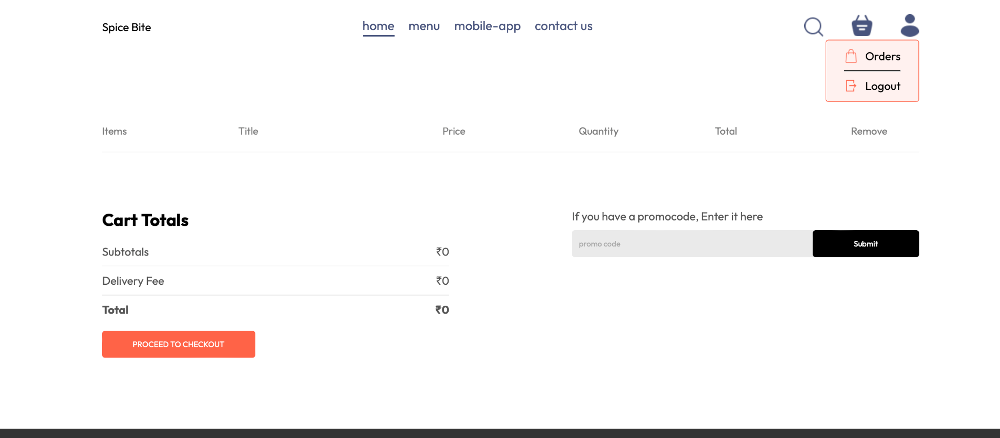 Spice Bite
home menu mobile-app contact us
Orders
Logout
Items Title Price Quantity Total Remove
Cart Totals
If you have a promocode, Enter it here
promo code Submit
Subtotals ₹0
Delivery Fee ₹0
Total ₹0
PROCEED TO CHECKOUT